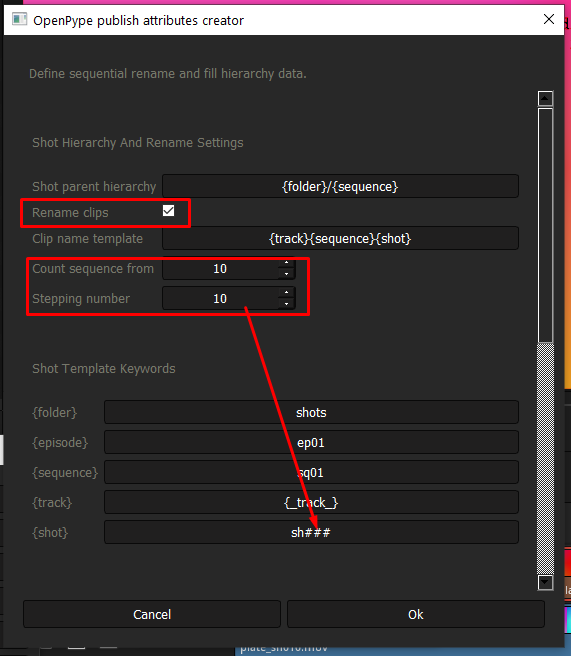 OpenPype publish attributes creator
Define sequential rename and fill hierarchy data.
Shot Hierarchy And Rename Settings
Shot parent hierarchy {folder}/{sequence}
Rename clips
Clip name template {track}{sequence}{shot}
Count sequence from 10
Stepping number 10
Shot Template Keywords
{folder} shots
{episode} ep01
{sequence} sq01
{track} {_track_}
{shot} sh###
Cancel Ok
plate_sh010.mov